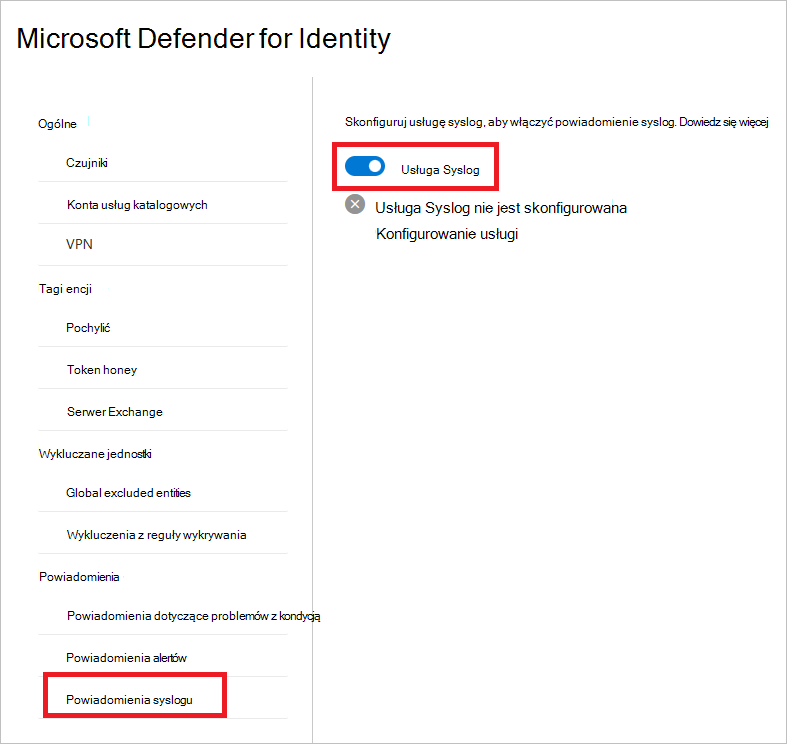 Microsoft Defender for Identity
Ogólne
Czujniki
Konta usług katalogowych
VPN
Tagi encji
Pochylić
Token honey
Serwer Exchange
Wykluczane jednostki
Global excluded entities
Wykluczenia z reguły wykrywania
Powiadomienia
Powiadomienia dotyczące problemów z kondycją
Powiadomienia alertów
Powiadomienia syslogu
Skonfiguruj usługę syslog, aby włączyć powiadomienie syslog. Dowiedz się więcej
Usługa Syslog
Usługa Syslog nie jest skonfigurowana
Konfigurowanie usługi